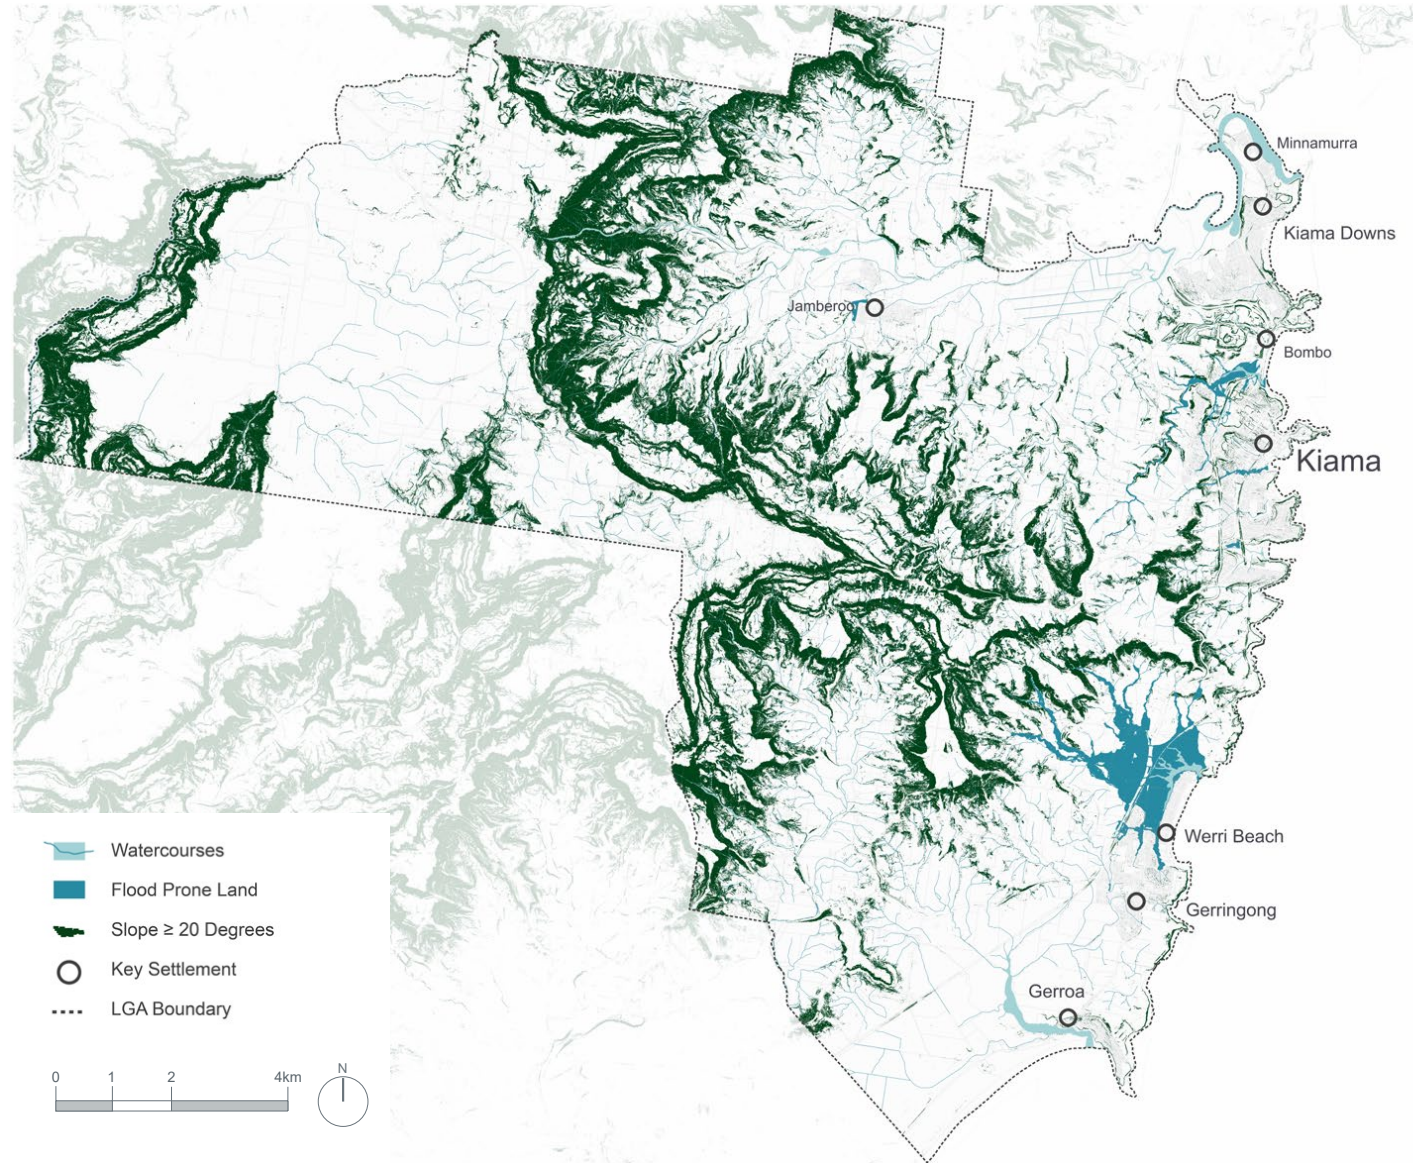 Minnamurra
Kiama Downs
Jamberoo
Bombo
Kiama
Werri Beach
Gerringong
Gerroa
Watercourses
Flood Prone Land
Slope ≥ 20 Degrees
Key Settlement
LGA Boundary
0 1 2 4km
N